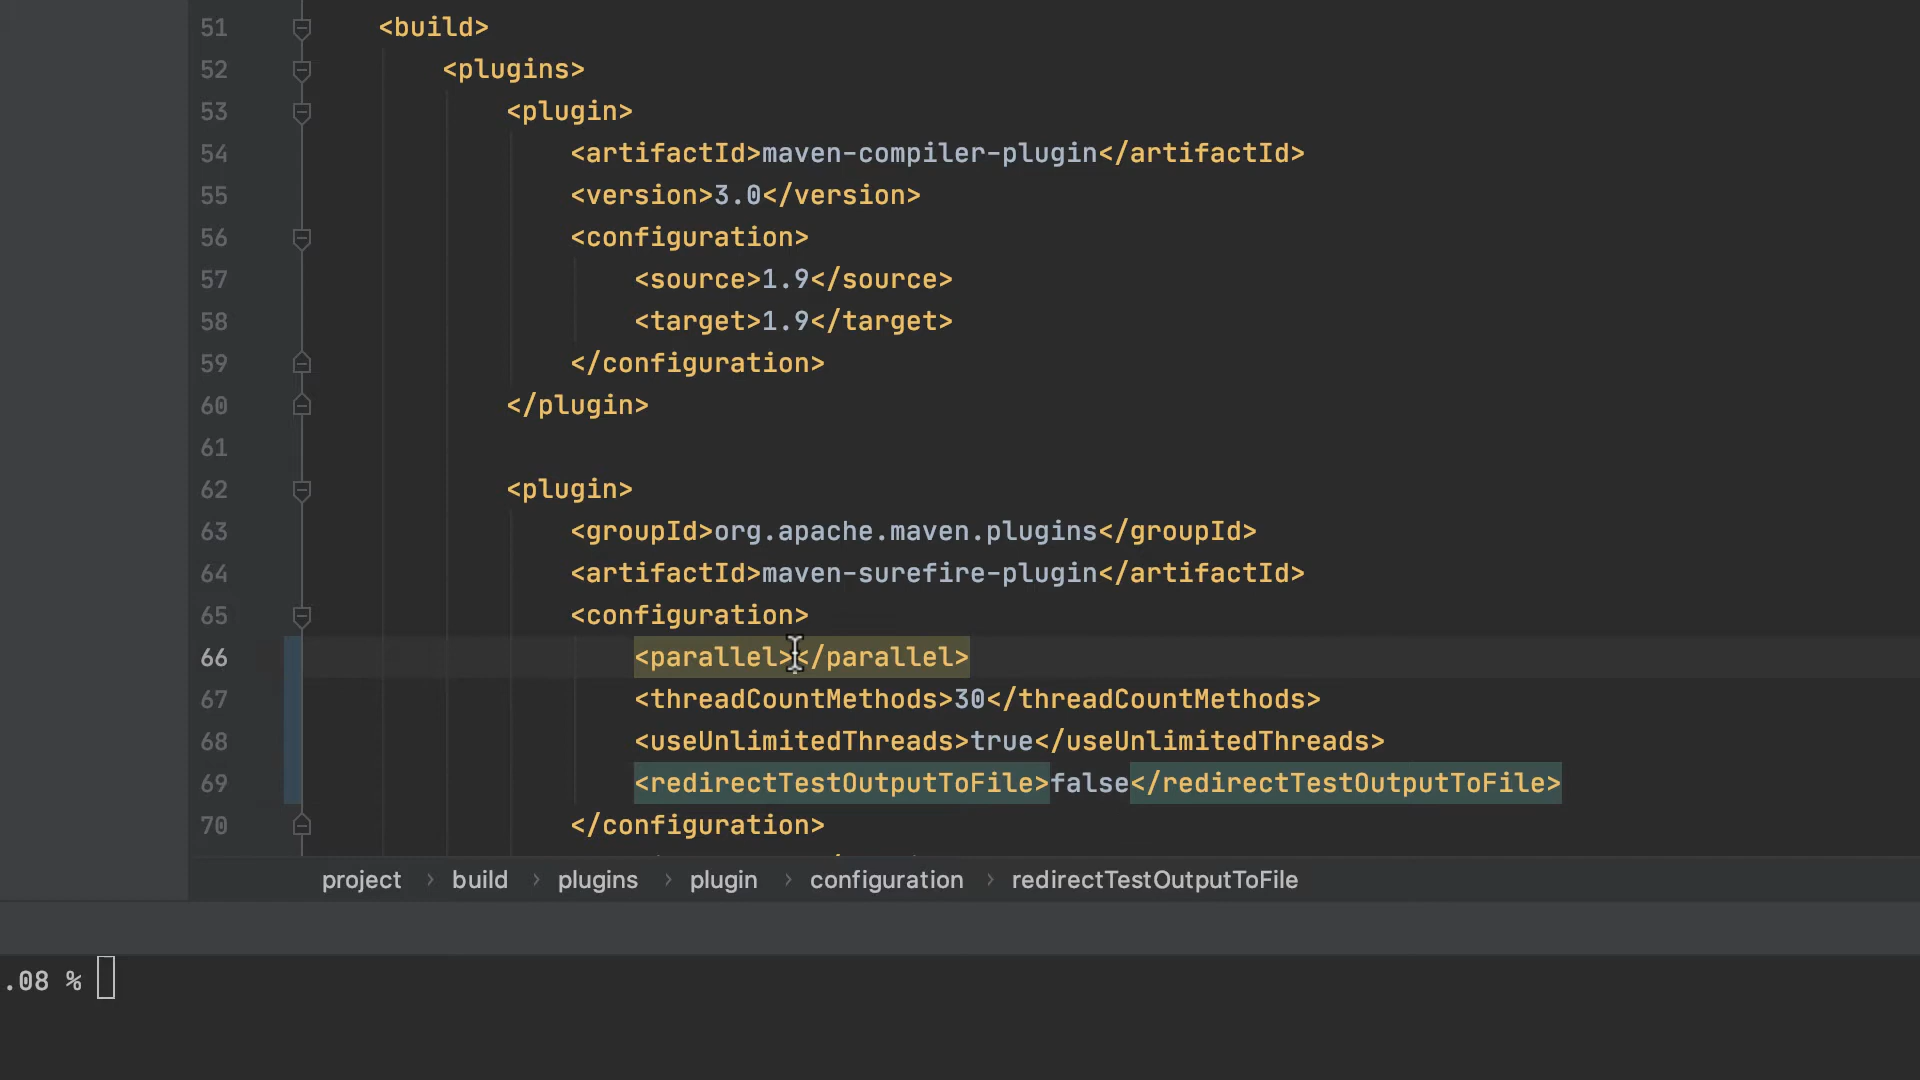 51 <build>
52 <plugins>
53 <plugin>
54 <artifactId>maven-compiler-plugin</artifactId>
55 <version>3.0</version>
56 <configuration>
57 <source>1.9</source>
58 <target>1.9</target>
59 </configuration>
60 </plugin>
61
62 <plugin>
63 <groupId>org.apache.maven.plugins</groupId>
64 <artifactId>maven-surefire-plugin</artifactId>
65 <configuration>
66 <parallel></parallel>
67 <threadCountMethods>30</threadCountMethods>
68 <useUnlimitedThreads>true</useUnlimitedThreads>
69 <redirectTestOutputToFile>false</redirectTestOutputToFile>
70 </configuration>
project › build › plugins › plugin › configuration › redirectTestOutputToFile
.08 %